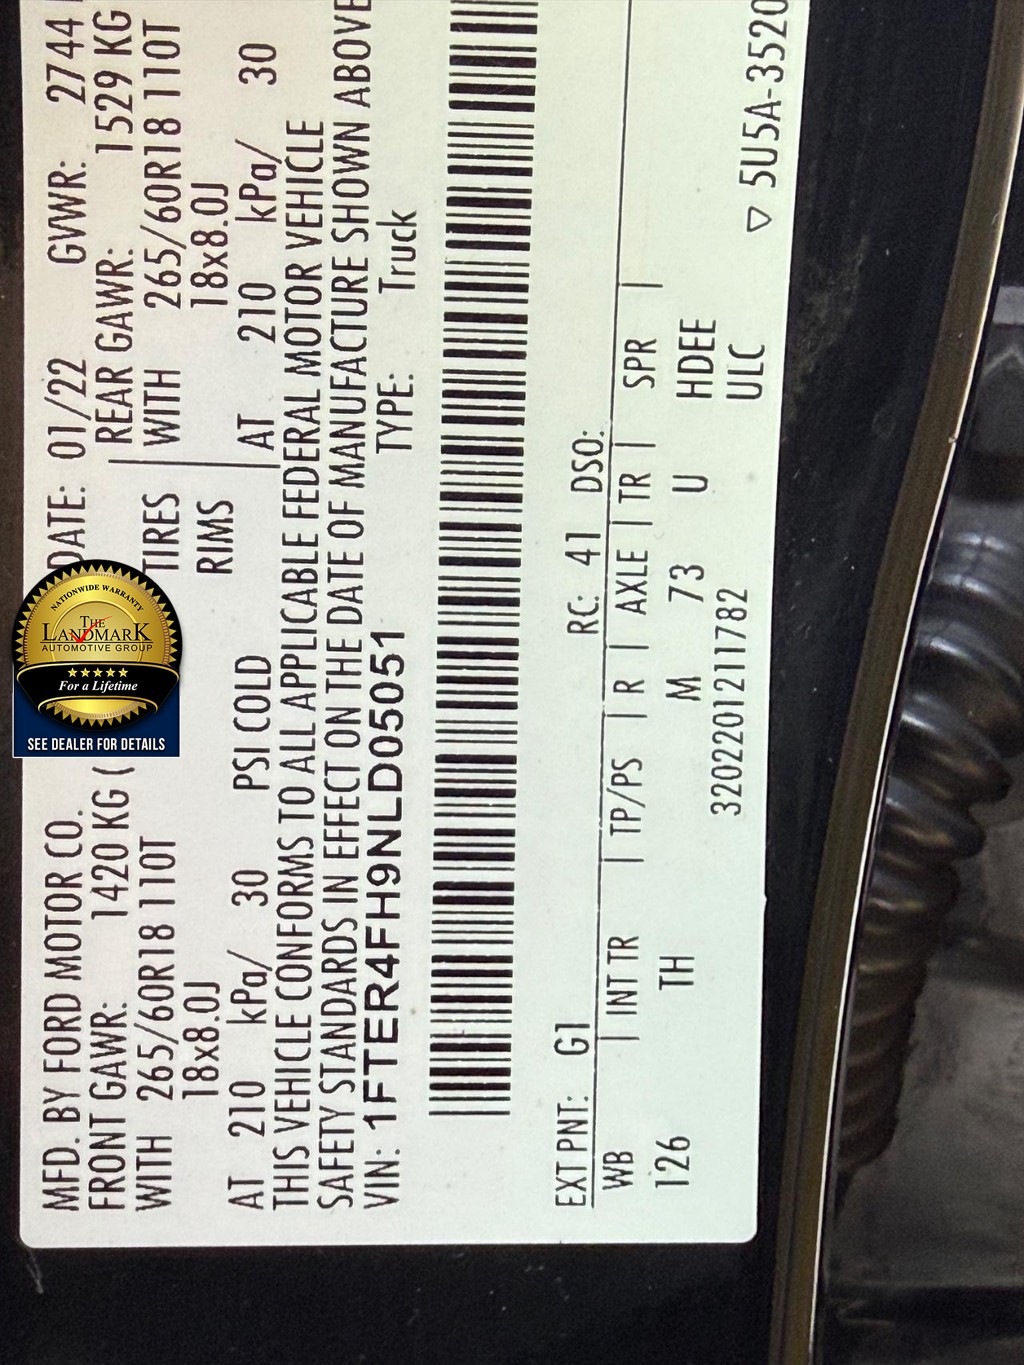 MFD. BY FORD MOTOR CO.
DATE: 01/22 GVWR: 2744
FRONT GAWR: 1420 KG (
REAR GAWR: 1529 KG
WITH 265/60R18 110T
TIRES
WITH 265/60R18 110T
18x8.0J
RIMS
18x8.0J
AT 210 kPa/ 30 PSI COLD
AT 210 kPa/ 30
THIS VEHICLE CONFORMS TO ALL APPLICABLE FEDERAL MOTOR VEHICLE
SAFETY STANDARDS IN EFFECT ON THE DATE OF MANUFACTURE SHOWN ABOVE
VIN: 1FTER4FH9NLD05051
TYPE: Truck
EXT PNT: G1 RC: 41 DSO:
WB | INT TR | TP/PS | R | AXLE | TR | SPR |
126 TH M 73 U HDEE
3202201211782 ULC
▽ 5U5A-3520
NATIONWIDE WARRANTY
THE
LANDMARK
AUTOMOTIVE GROUP
For a Lifetime
SEE DEALER FOR DETAILS